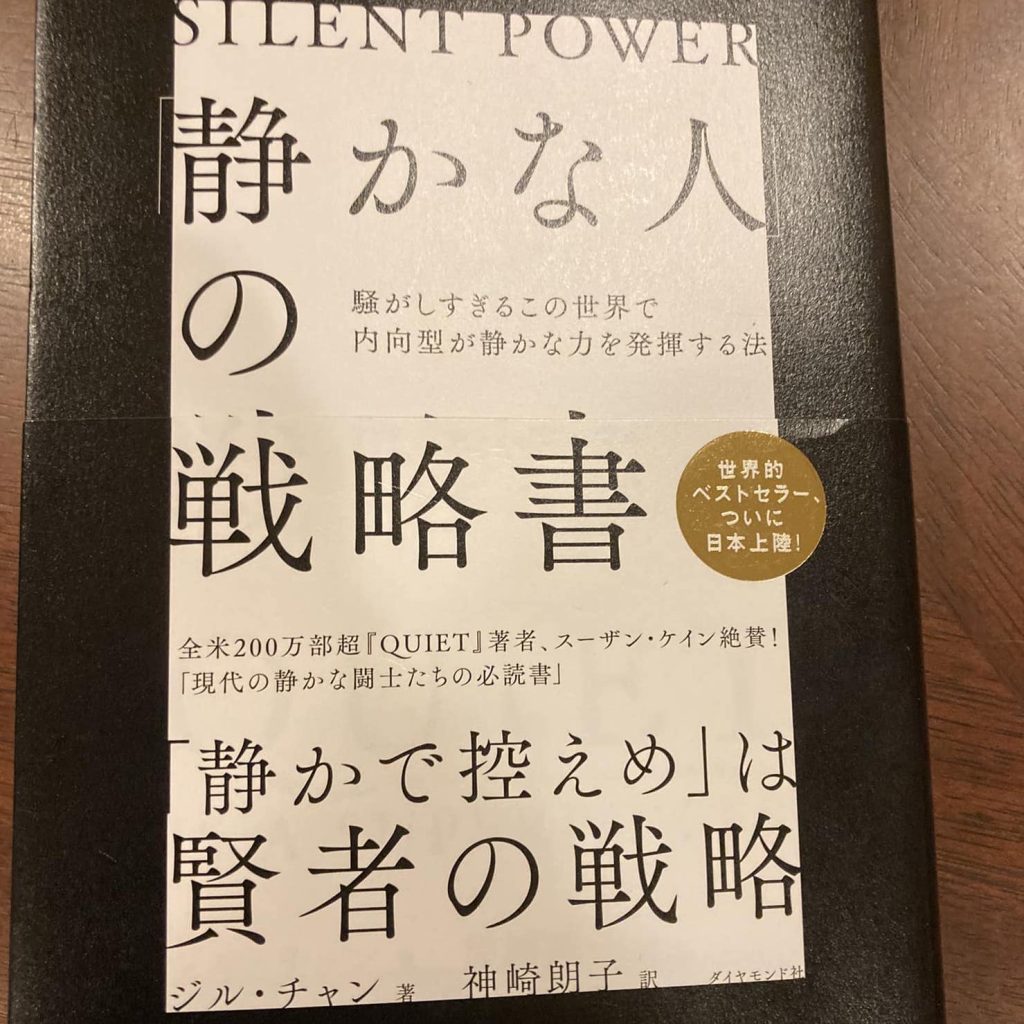 SILENT POWER
「静かな人」
の
騒がしすぎるこの世界で
内向型が静かな力を発揮する法
戦略書
世界的
ベストセラー、
ついに
日本上陸!
全米200万部超『QUIET』著者、スーザン・ケイン絶賛!
「現代の静かな闘士たちの必読書」
「静かで控えめ」は
賢者の戦略
ジル・チャン 著 神崎朗子 訳 ダイヤモンド社